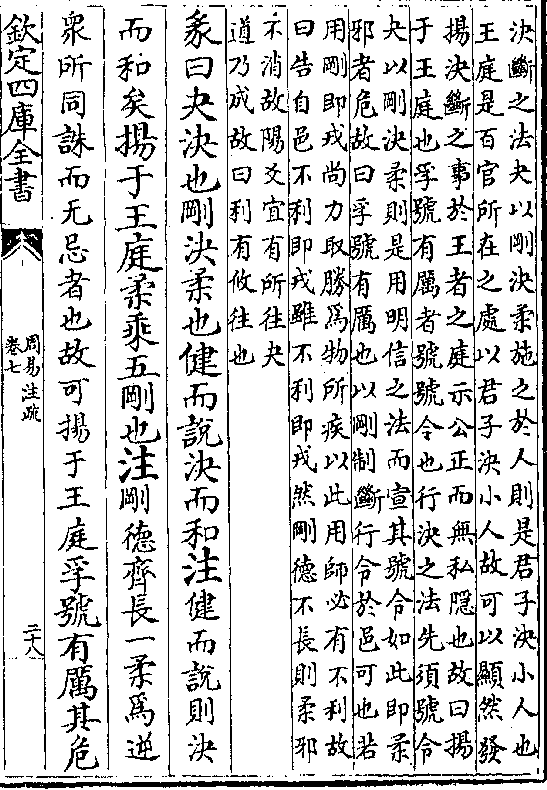 決斷之法夬以剛決柔施之於人則是君子決小人也
王庭是百官所在之處以君子決小人故可以顯然發
揚決斷之事於王者之庭示公正而無私隱也故曰揚
于王庭也孚號有厲者號號令也行決之法先須號令
夬以剛決柔則是用明信之法而宣其號令如此即柔
邪者危故曰孚號有厲也以剛制斷行令於邑可也若
用剛即戎尚力取勝為物所疾以此用師必有不利故
曰告自邑不利即戎雖不利即戎然剛德不長則柔邪
不消故陽爻宜有所往夬
道乃成故曰利有攸往也
彖曰夬決也剛決柔也健而說決而和注健而說則決
而和矣揚于王庭柔乘五剛也注剛德齊長一柔為逆
衆所同誅而无忌者也故可揚于王庭孚號有厲其危
欽定四庫全書
周易注疏
卷七
二十八